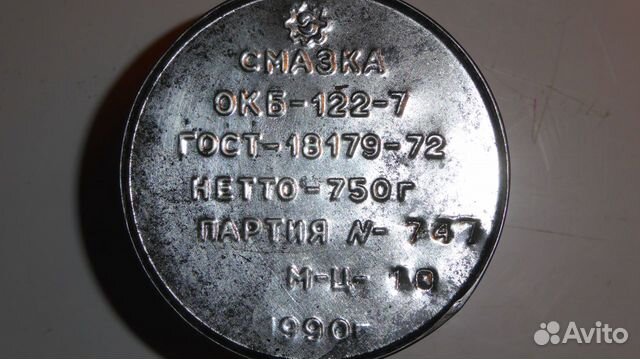 СМАЗКА
ОКБ-122-7
ГОСТ-18179-72
НЕТТО-750г
ПАРТИЯ N- 747
М-Ц- 10
1990г
Avito